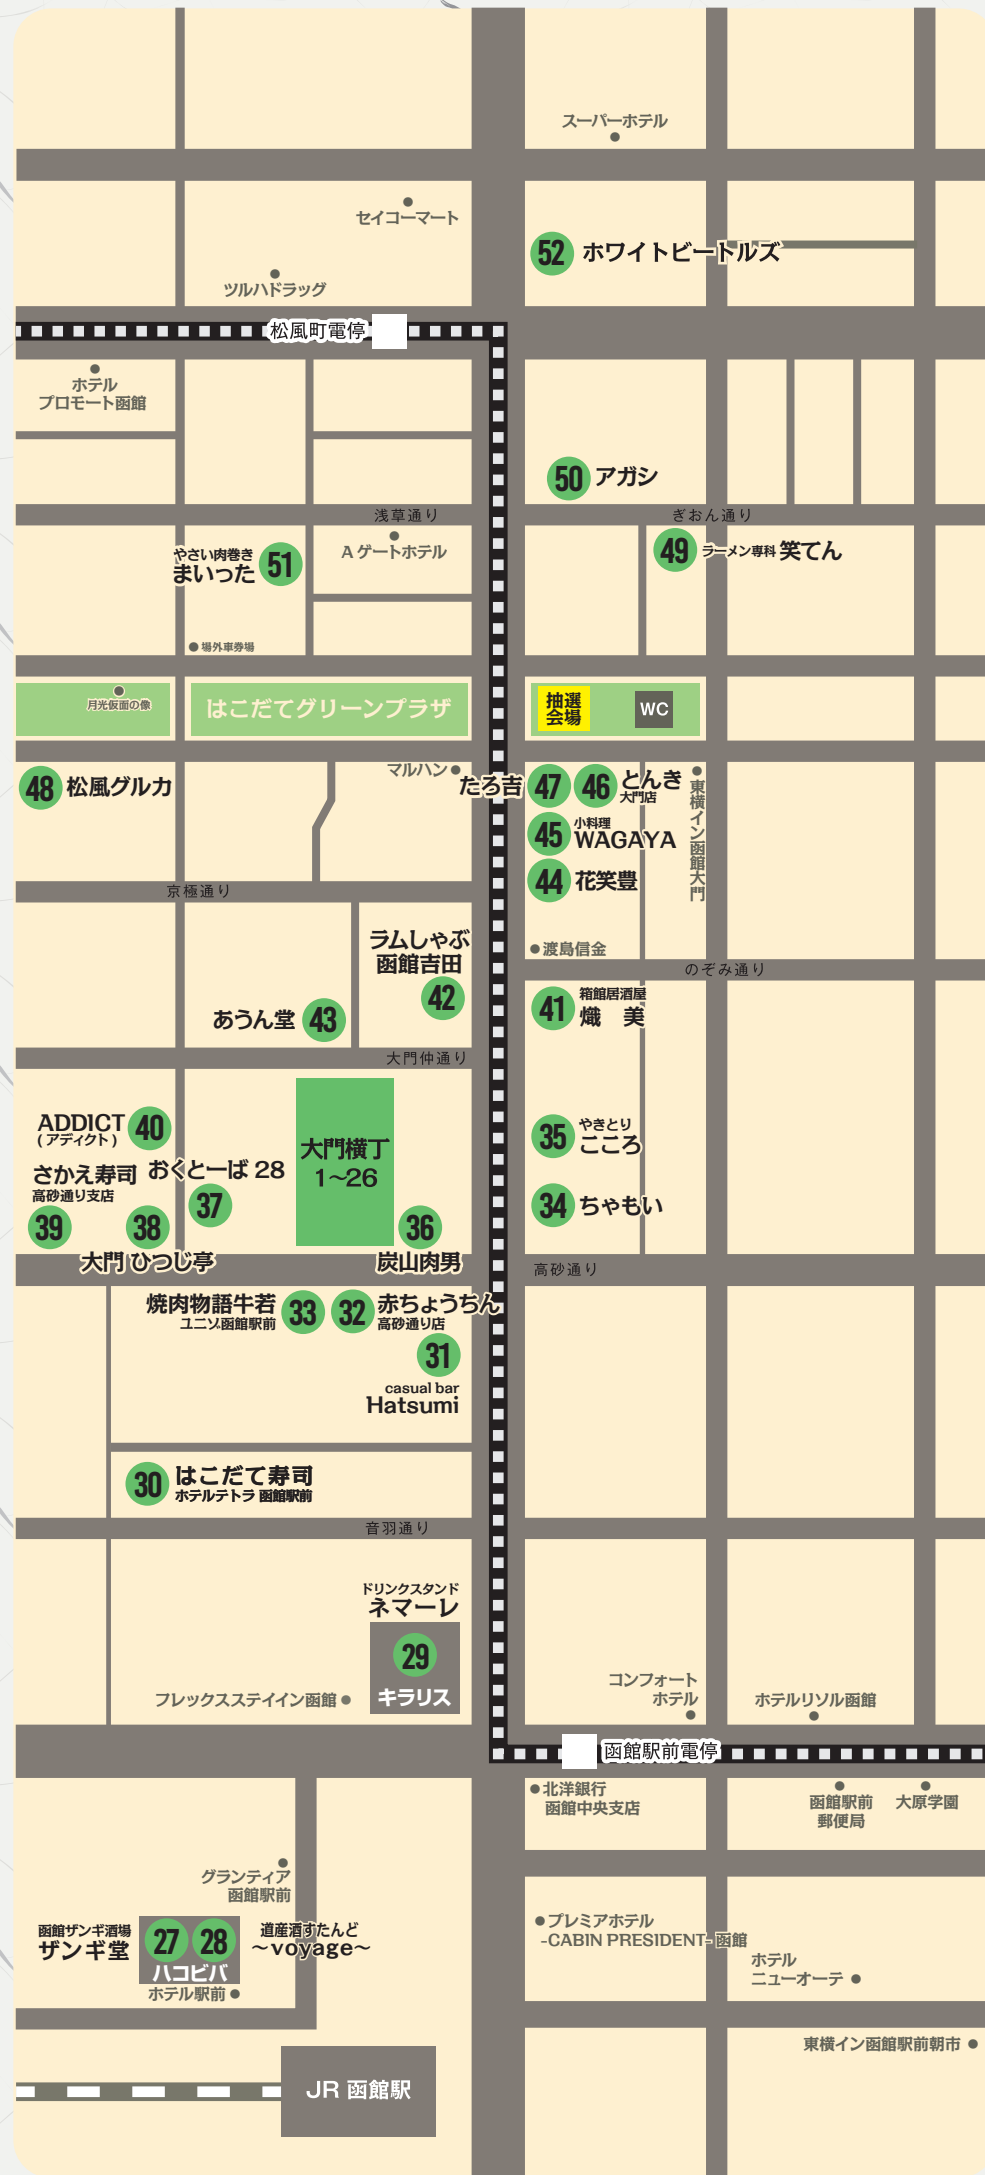 スーパーホテル
セイコーマート
52 ホワイトビートルズ
ツルハドラッグ
松風町電停
ホテル
プロモート函館
50 アガシ
浅草通り
ぎおん通り
やさい肉巻き
まいった
51
Aゲートホテル
49 ラーメン専科 笑てん
場外車券場
月光仮面の像
はこだてグリーンプラザ
抽選
会場
WC
48 松風グルカ
マルハン
たろ吉 47
46 とんき
大門店
東横イン函館大門
45 小料理
WAGAYA
44 花笑豊
京極通り
ラムしゃぶ
函館吉田
42
渡島信金
のぞみ通り
あうん堂 43
41 箱館居酒屋
熾 美
大門仲通り
ADDICT
(アディクト)
40
大門横丁
1~26
35 やきとり
こころ
さかえ寿司
高砂通り支店
39
おくとーば 28
37
34 ちゃもい
38
大門 ひつじ亭
36
炭山肉男
高砂通り
焼肉物語牛若
ユニゾ函館駅前
33
32 赤ちょうちん
高砂通り店
31
casual bar
Hatsumi
30 はこだて寿司
ホテルテトラ 函館駅前
音羽通り
ドリンクスタンド
ネマーレ
29
キラリス
フレックスステイイン函館
コンフォート
ホテル
ホテルリソル函館
函館駅前電停
北洋銀行
函館中央支店
函館駅前
郵便局
大原学園
グランティア
函館駅前
函館ザンギ酒場
ザンギ堂
27 28
ハコビバ
道産酒すたんど
〜voyage〜
ホテル駅前
プレミアホテル
-CABIN PRESIDENT-函館
ホテル
ニューオーテ
東横イン函館駅前朝市
JR 函館駅